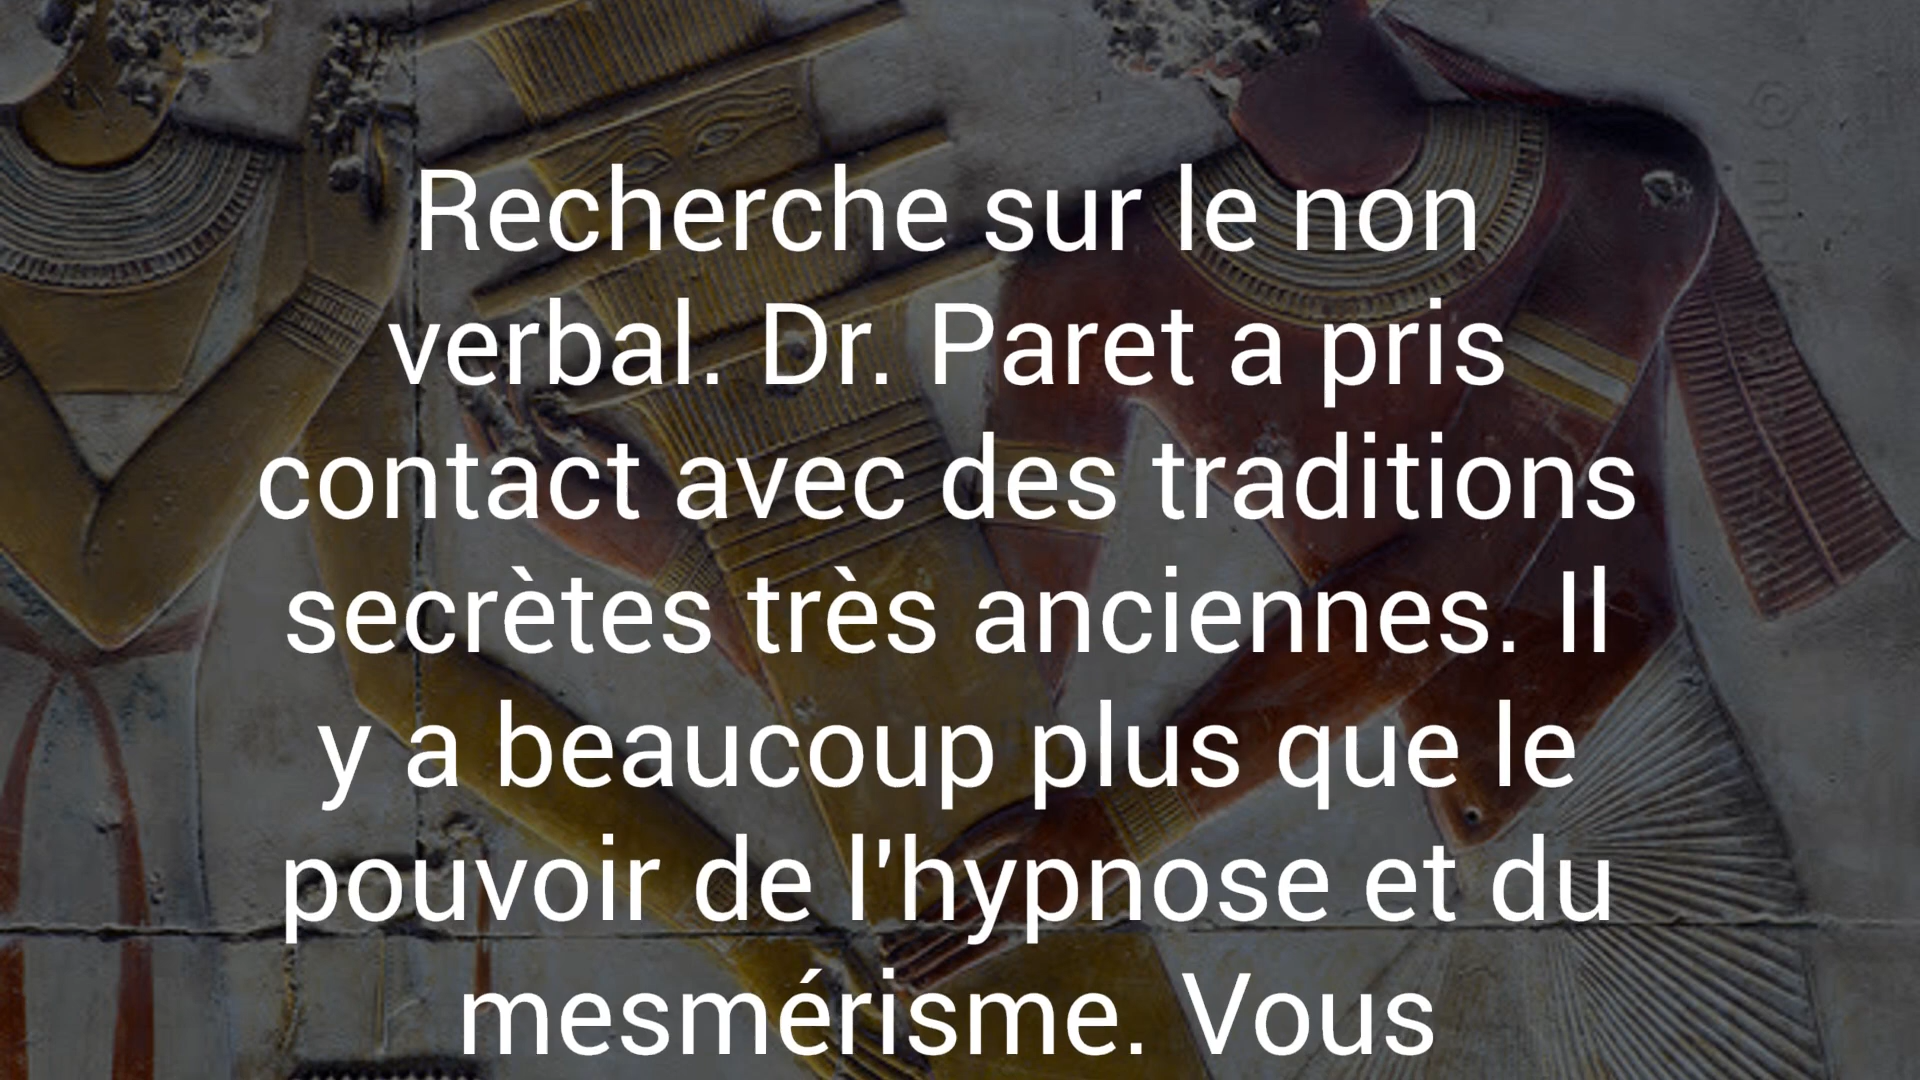 Recherche sur le non
verbal. Dr. Paret a pris
contact avec des traditions
secrètes très anciennes. Il
y a beaucoup plus que le
pouvoir de l'hypnose et du
mesmérisme. Vous